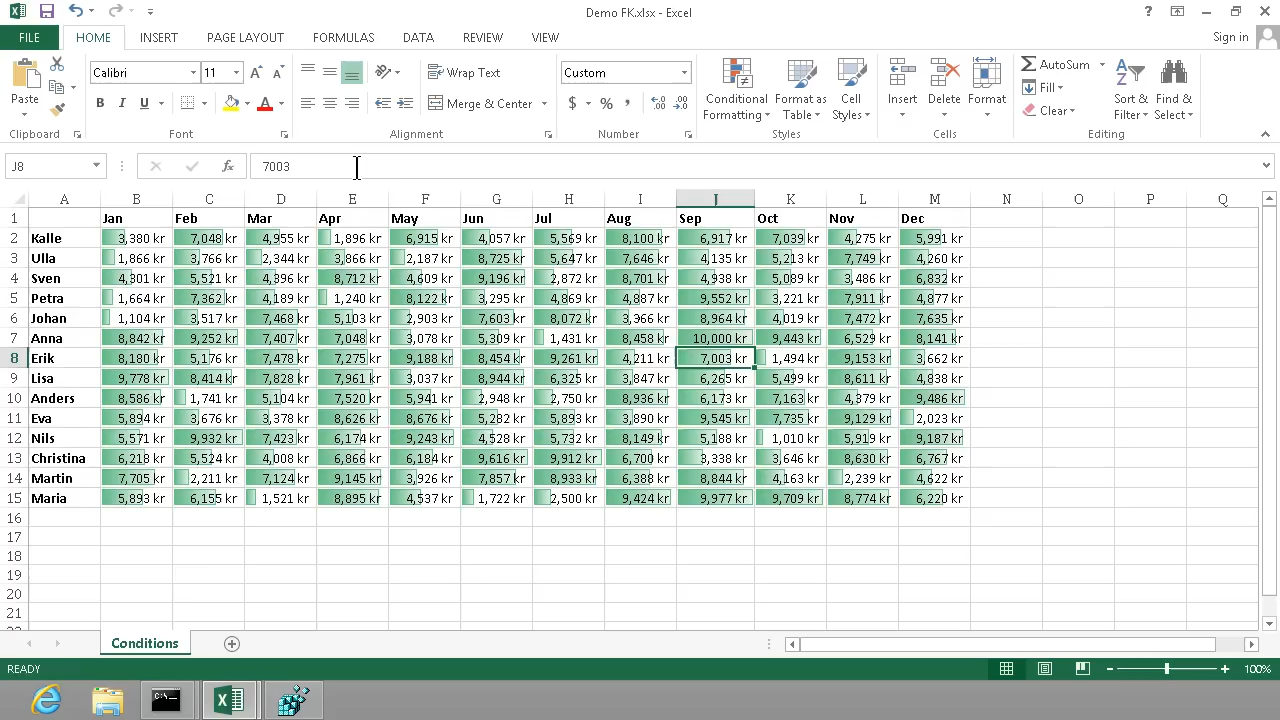 Demo FK.xlsx - Excel
FILE HOME INSERT PAGE LAYOUT FORMULAS DATA REVIEW VIEW Sign in
Paste Calibri 11 Wrap Text Custom Conditional Formatting Format as Table Cell Styles Insert Delete Format AutoSum Sort & Filter Find & Select
B I U A Merge & Center $ % , Fill Clear
Clipboard Font Alignment Number Styles Cells Editing
J8 fx 7003
A B C D E F G H I J K L M N O P Q
1 Jan Feb Mar Apr May Jun Jul Aug Sep Oct Nov Dec
2 Kalle 3,380 kr 7,048 kr 4,955 kr 1,896 kr 6,915 kr 4,057 kr 5,569 kr 8,100 kr 6,917 kr 7,039 kr 4,275 kr 5,991 kr
3 Ulla 1,866 kr 3,766 kr 2,344 kr 3,866 kr 2,187 kr 8,725 kr 5,647 kr 7,646 kr 4,135 kr 5,213 kr 7,749 kr 4,260 kr
4 Sven 4,301 kr 5,521 kr 4,396 kr 8,712 kr 4,609 kr 9,196 kr 2,872 kr 8,701 kr 4,938 kr 5,089 kr 3,486 kr 6,832 kr
5 Petra 1,664 kr 7,362 kr 4,189 kr 1,240 kr 8,122 kr 3,295 kr 4,869 kr 4,887 kr 9,552 kr 3,221 kr 7,911 kr 4,877 kr
6 Johan 1,104 kr 3,517 kr 7,468 kr 5,103 kr 2,903 kr 7,603 kr 8,072 kr 3,366 kr 8,964 kr 4,013 kr 7,472 kr 7,635 kr
7 Anna 8,842 kr 9,252 kr 7,407 kr 7,048 kr 3,078 kr 5,309 kr 1,431 kr 8,458 kr 10,000 kr 9,443 kr 6,529 kr 8,141 kr
8 Erik 8,180 kr 5,176 kr 7,478 kr 7,275 kr 9,188 kr 8,454 kr 9,261 kr 4,211 kr 7,003 kr 1,494 kr 9,153 kr 3,662 kr
9 Lisa 9,778 kr 8,414 kr 7,828 kr 7,961 kr 3,037 kr 8,944 kr 6,325 kr 3,847 kr 6,265 kr 5,499 kr 8,611 kr 4,838 kr
10 Anders 8,586 kr 1,741 kr 5,104 kr 7,520 kr 5,941 kr 2,948 kr 2,750 kr 8,936 kr 6,173 kr 7,163 kr 4,379 kr 9,486 kr
11 Eva 5,894 kr 3,676 kr 3,378 kr 8,626 kr 8,676 kr 5,282 kr 5,893 kr 3,890 kr 9,545 kr 7,735 kr 9,129 kr 2,023 kr
12 Nils 5,571 kr 9,932 kr 7,423 kr 6,174 kr 9,243 kr 4,528 kr 5,732 kr 8,149 kr 5,188 kr 1,010 kr 5,919 kr 9,187 kr
13 Christina 6,218 kr 5,524 kr 4,008 kr 6,866 kr 6,184 kr 9,616 kr 9,912 kr 6,700 kr 3,338 kr 3,646 kr 8,630 kr 6,767 kr
14 Martin 7,705 kr 2,211 kr 7,124 kr 9,145 kr 3,926 kr 7,857 kr 8,933 kr 6,388 kr 8,844 kr 4,163 kr 2,239 kr 4,622 kr
15 Maria 5,893 kr 6,155 kr 1,521 kr 8,895 kr 4,537 kr 1,722 kr 2,500 kr 9,424 kr 9,977 kr 9,709 kr 8,774 kr 6,220 kr
16
17
18
19
20
21
Conditions
READY 100%